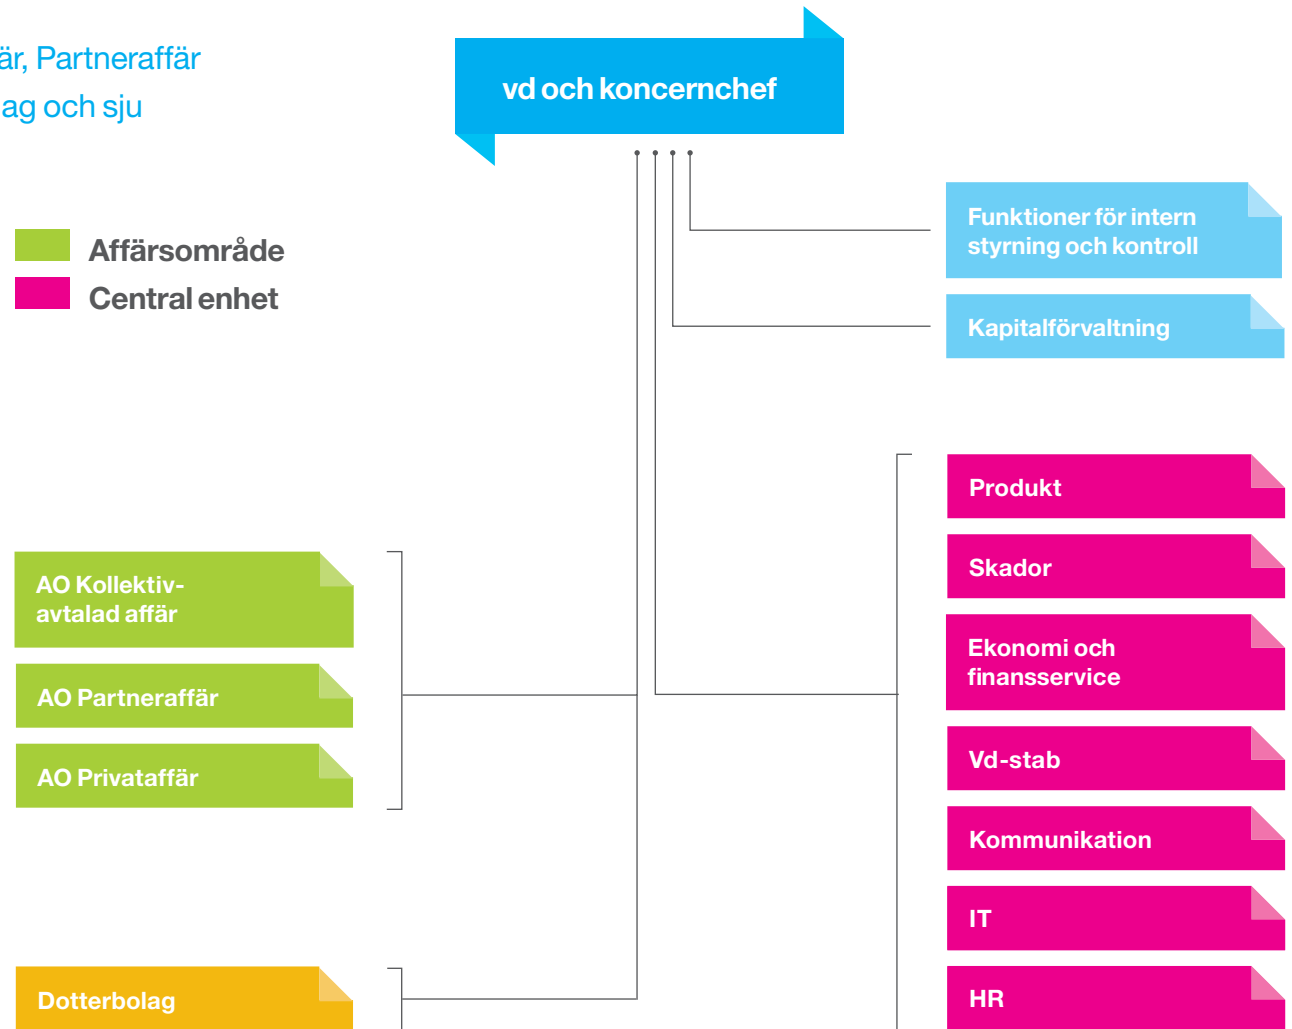 är, Partneraffär
ag och sju
vd och koncernchef
Affärsområde
Central enhet
Funktioner för intern
styrning och kontroll
Kapitalförvaltning
AO Kollektiv-
avtalad affär
AO Partneraffär
AO Privataffär
Dotterbolag
Produkt
Skador
Ekonomi och
finansservice
Vd-stab
Kommunikation
IT
HR